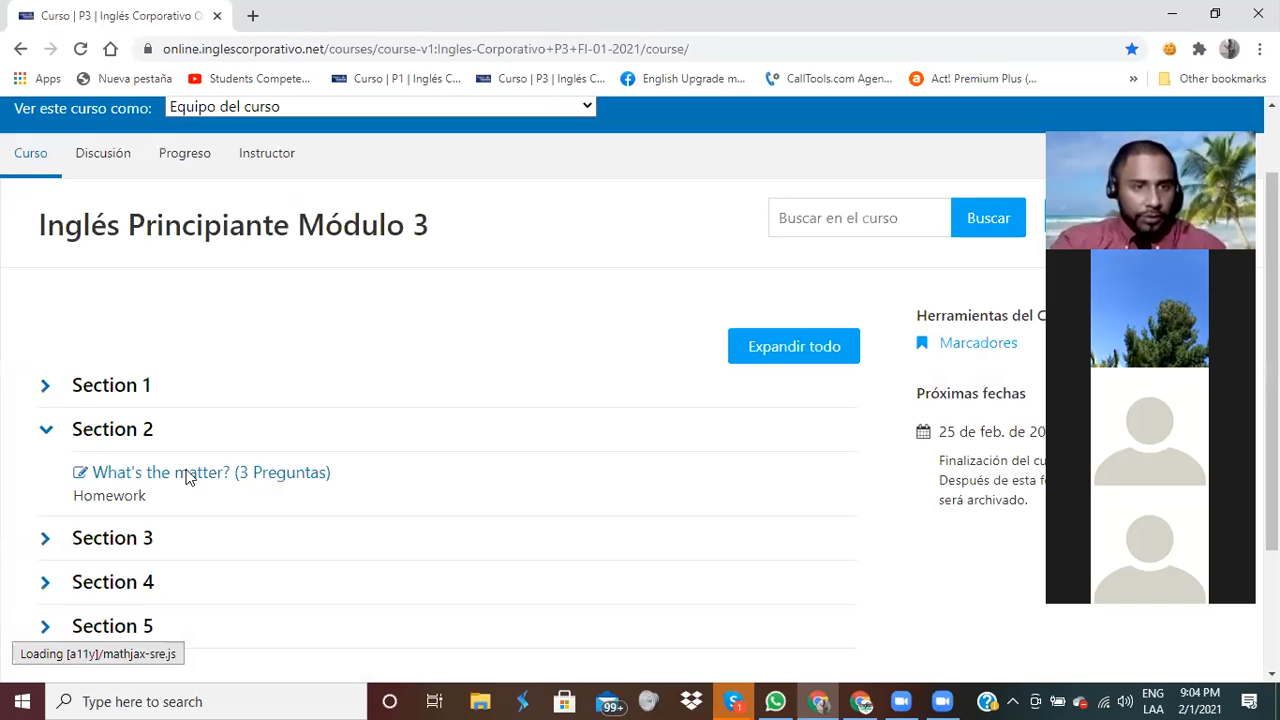 Curso | P3 | Inglés Corporativo O
online.inglescorporativo.net/courses/course-v1:Ingles-Corporativo+P3+FI-01-2021/course/
Apps
Nueva pestaña
Students Compete...
Curso | P1 | Inglés C...
Curso | P3 | Inglés C...
English Upgrade m...
CallTools.com Agen...
Act! Premium Plus (...
»
Other bookmarks
Ver este curso como:
Equipo del curso
Curso
Discusión
Progreso
Instructor
Inglés Principiante Módulo 3
Buscar en el curso
Buscar
Expandir todo
Herramientas del C
Marcadores
Próximas fechas
25 de feb. de 20
Finalización del cu
Después de esta f
será archivado.
Section 1
Section 2
What's the matter? (3 Preguntas)
Homework
Section 3
Section 4
Section 5
Loading [a11y]/mathjax-sre.js
Type here to search
99+
1
ENG
LAA
9:04 PM
2/1/2021